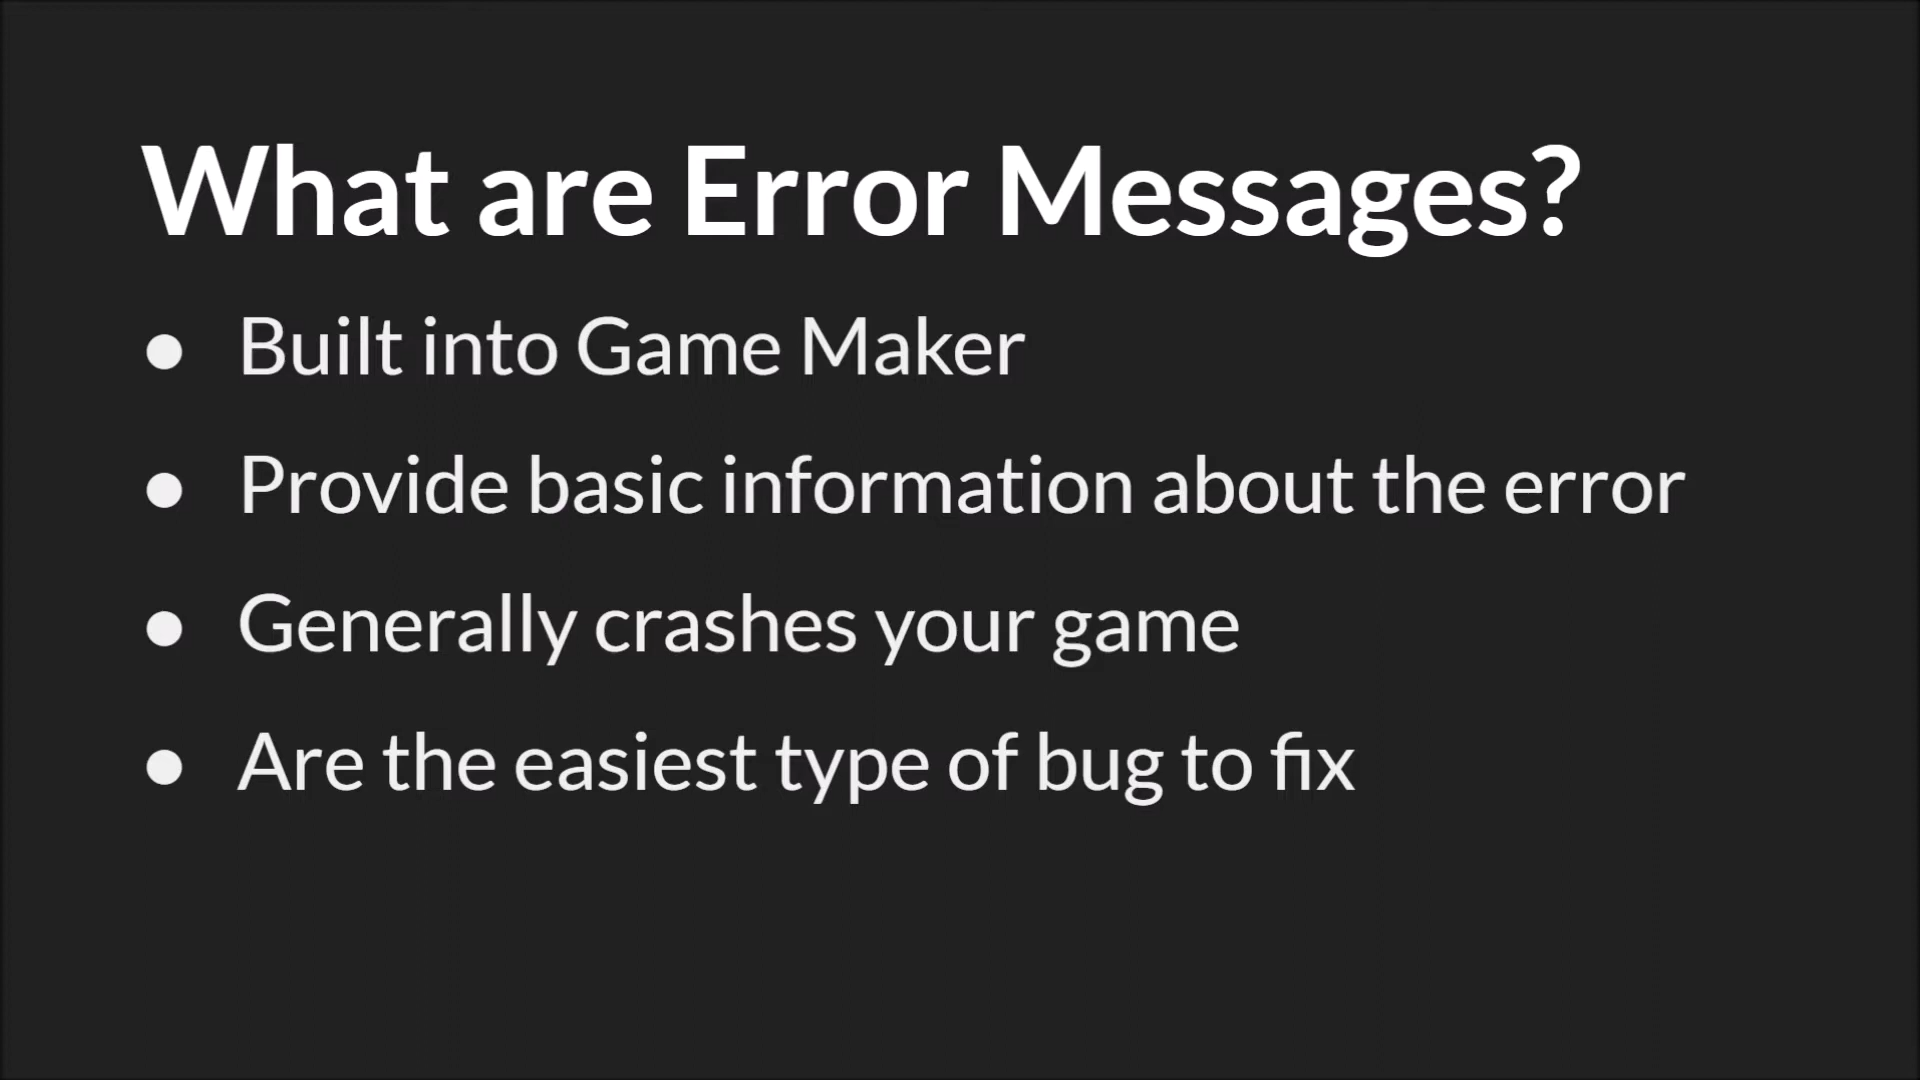 What are Error Messages?
● Built into Game Maker
● Provide basic information about the error
● Generally crashes your game
● Are the easiest type of bug to fix